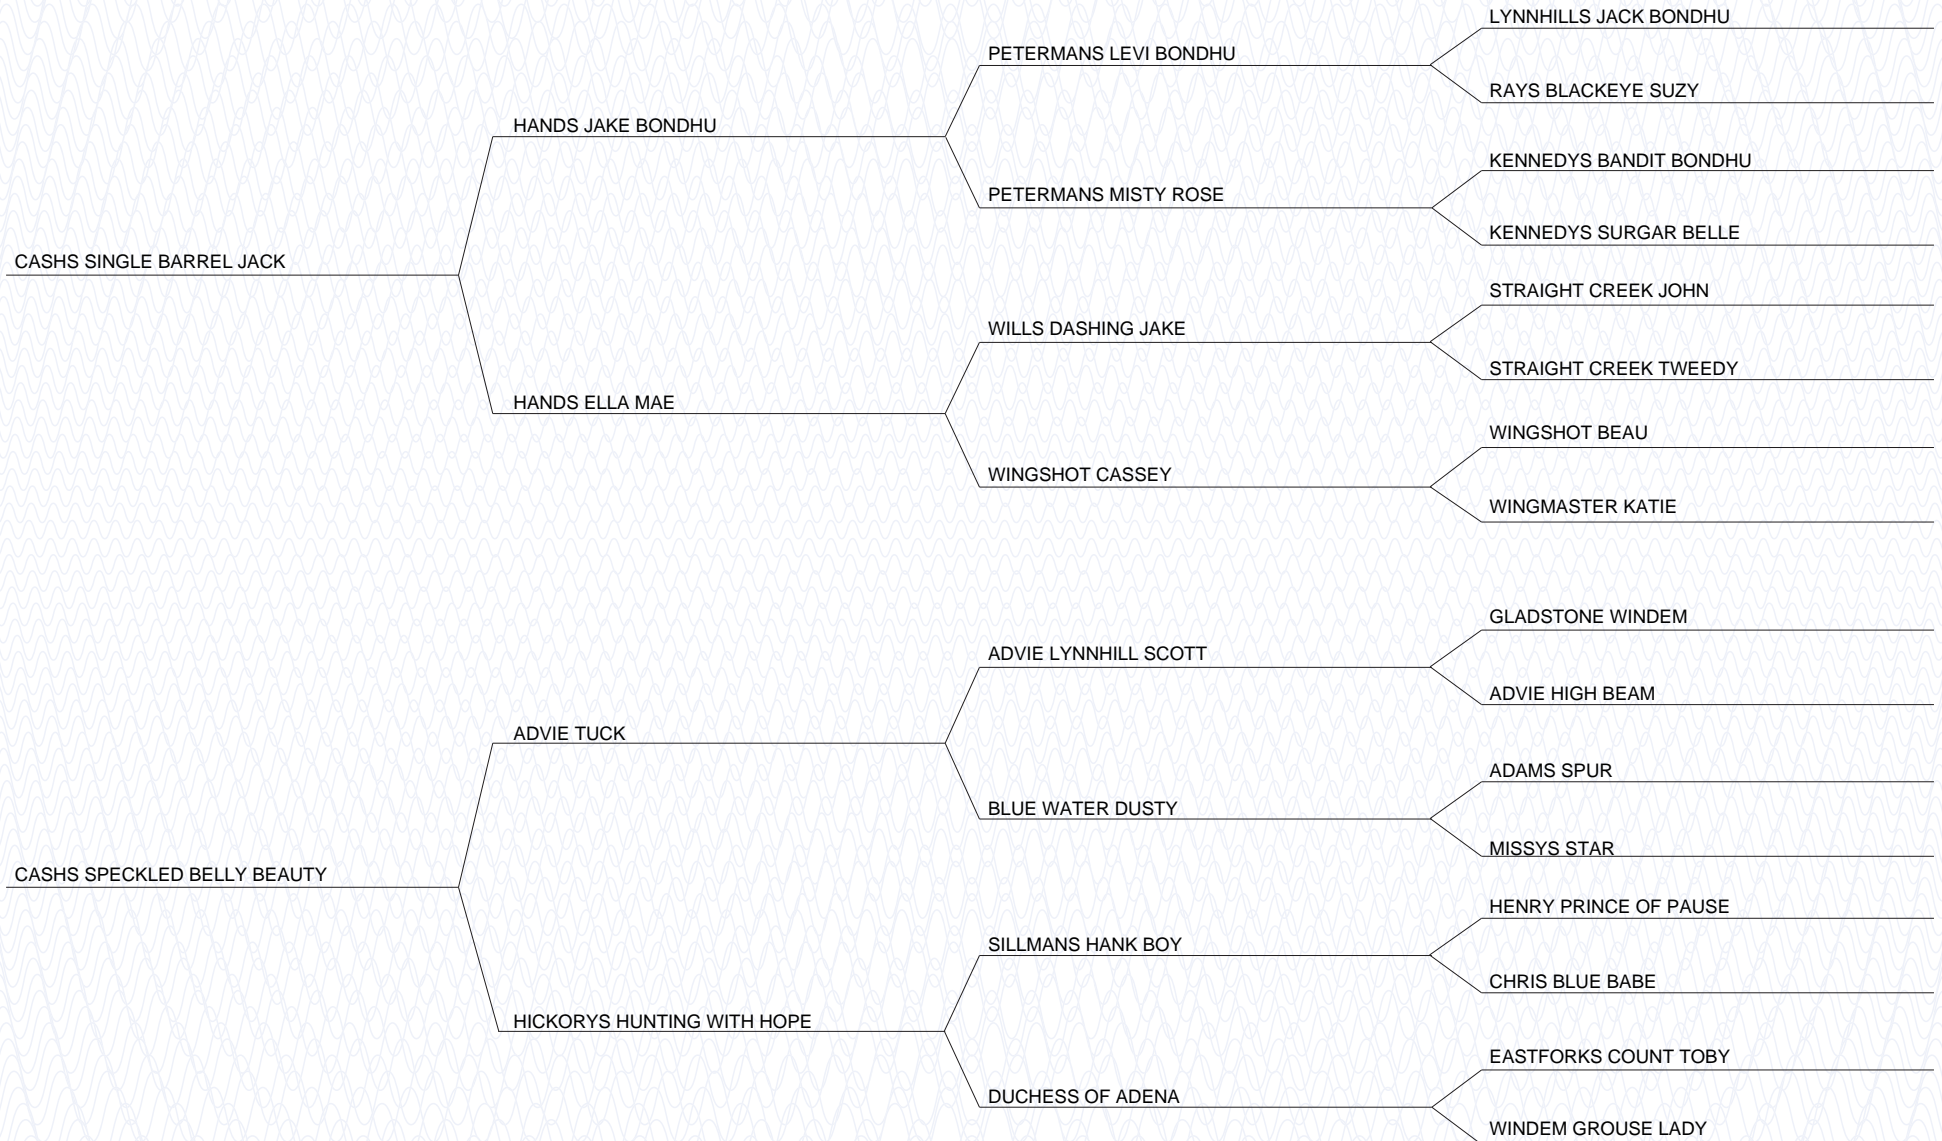 LYNNHILLS JACK BONDHU
PETERMANS LEVI BONDHU
RAYS BLACKEYE SUZY
HANDS JAKE BONDHU
KENNEDYS BANDIT BONDHU
PETERMANS MISTY ROSE
KENNEDYS SURGAR BELLE
CASHS SINGLE BARREL JACK
STRAIGHT CREEK JOHN
WILLS DASHING JAKE
STRAIGHT CREEK TWEEDY
HANDS ELLA MAE
WINGSHOT BEAU
WINGSHOT CASSEY
WINGMASTER KATIE
GLADSTONE WINDEM
ADVIE LYNNHILL SCOTT
ADVIE HIGH BEAM
ADVIE TUCK
ADAMS SPUR
BLUE WATER DUSTY
MISSYS STAR
CASHS SPECKLED BELLY BEAUTY
HENRY PRINCE OF PAUSE
SILLMANS HANK BOY
CHRIS BLUE BABE
HICKORYS HUNTING WITH HOPE
EASTFORKS COUNT TOBY
DUCHESS OF ADENA
WINDEM GROUSE LADY